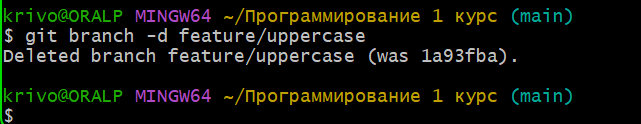 krivo@ORALP MINGW64 ~/Программирование 1 курс (main)
$ git branch -d feature/uppercase
Deleted branch feature/uppercase (was 1a93fba).
krivo@ORALP MINGW64 ~/Программирование 1 курс (main)
$